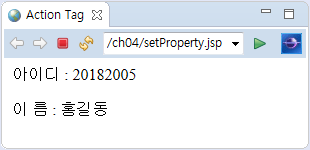 Action Tag
/ch04/setProperty.jsp
아이디 : 20182005
이 름 : 홍길동